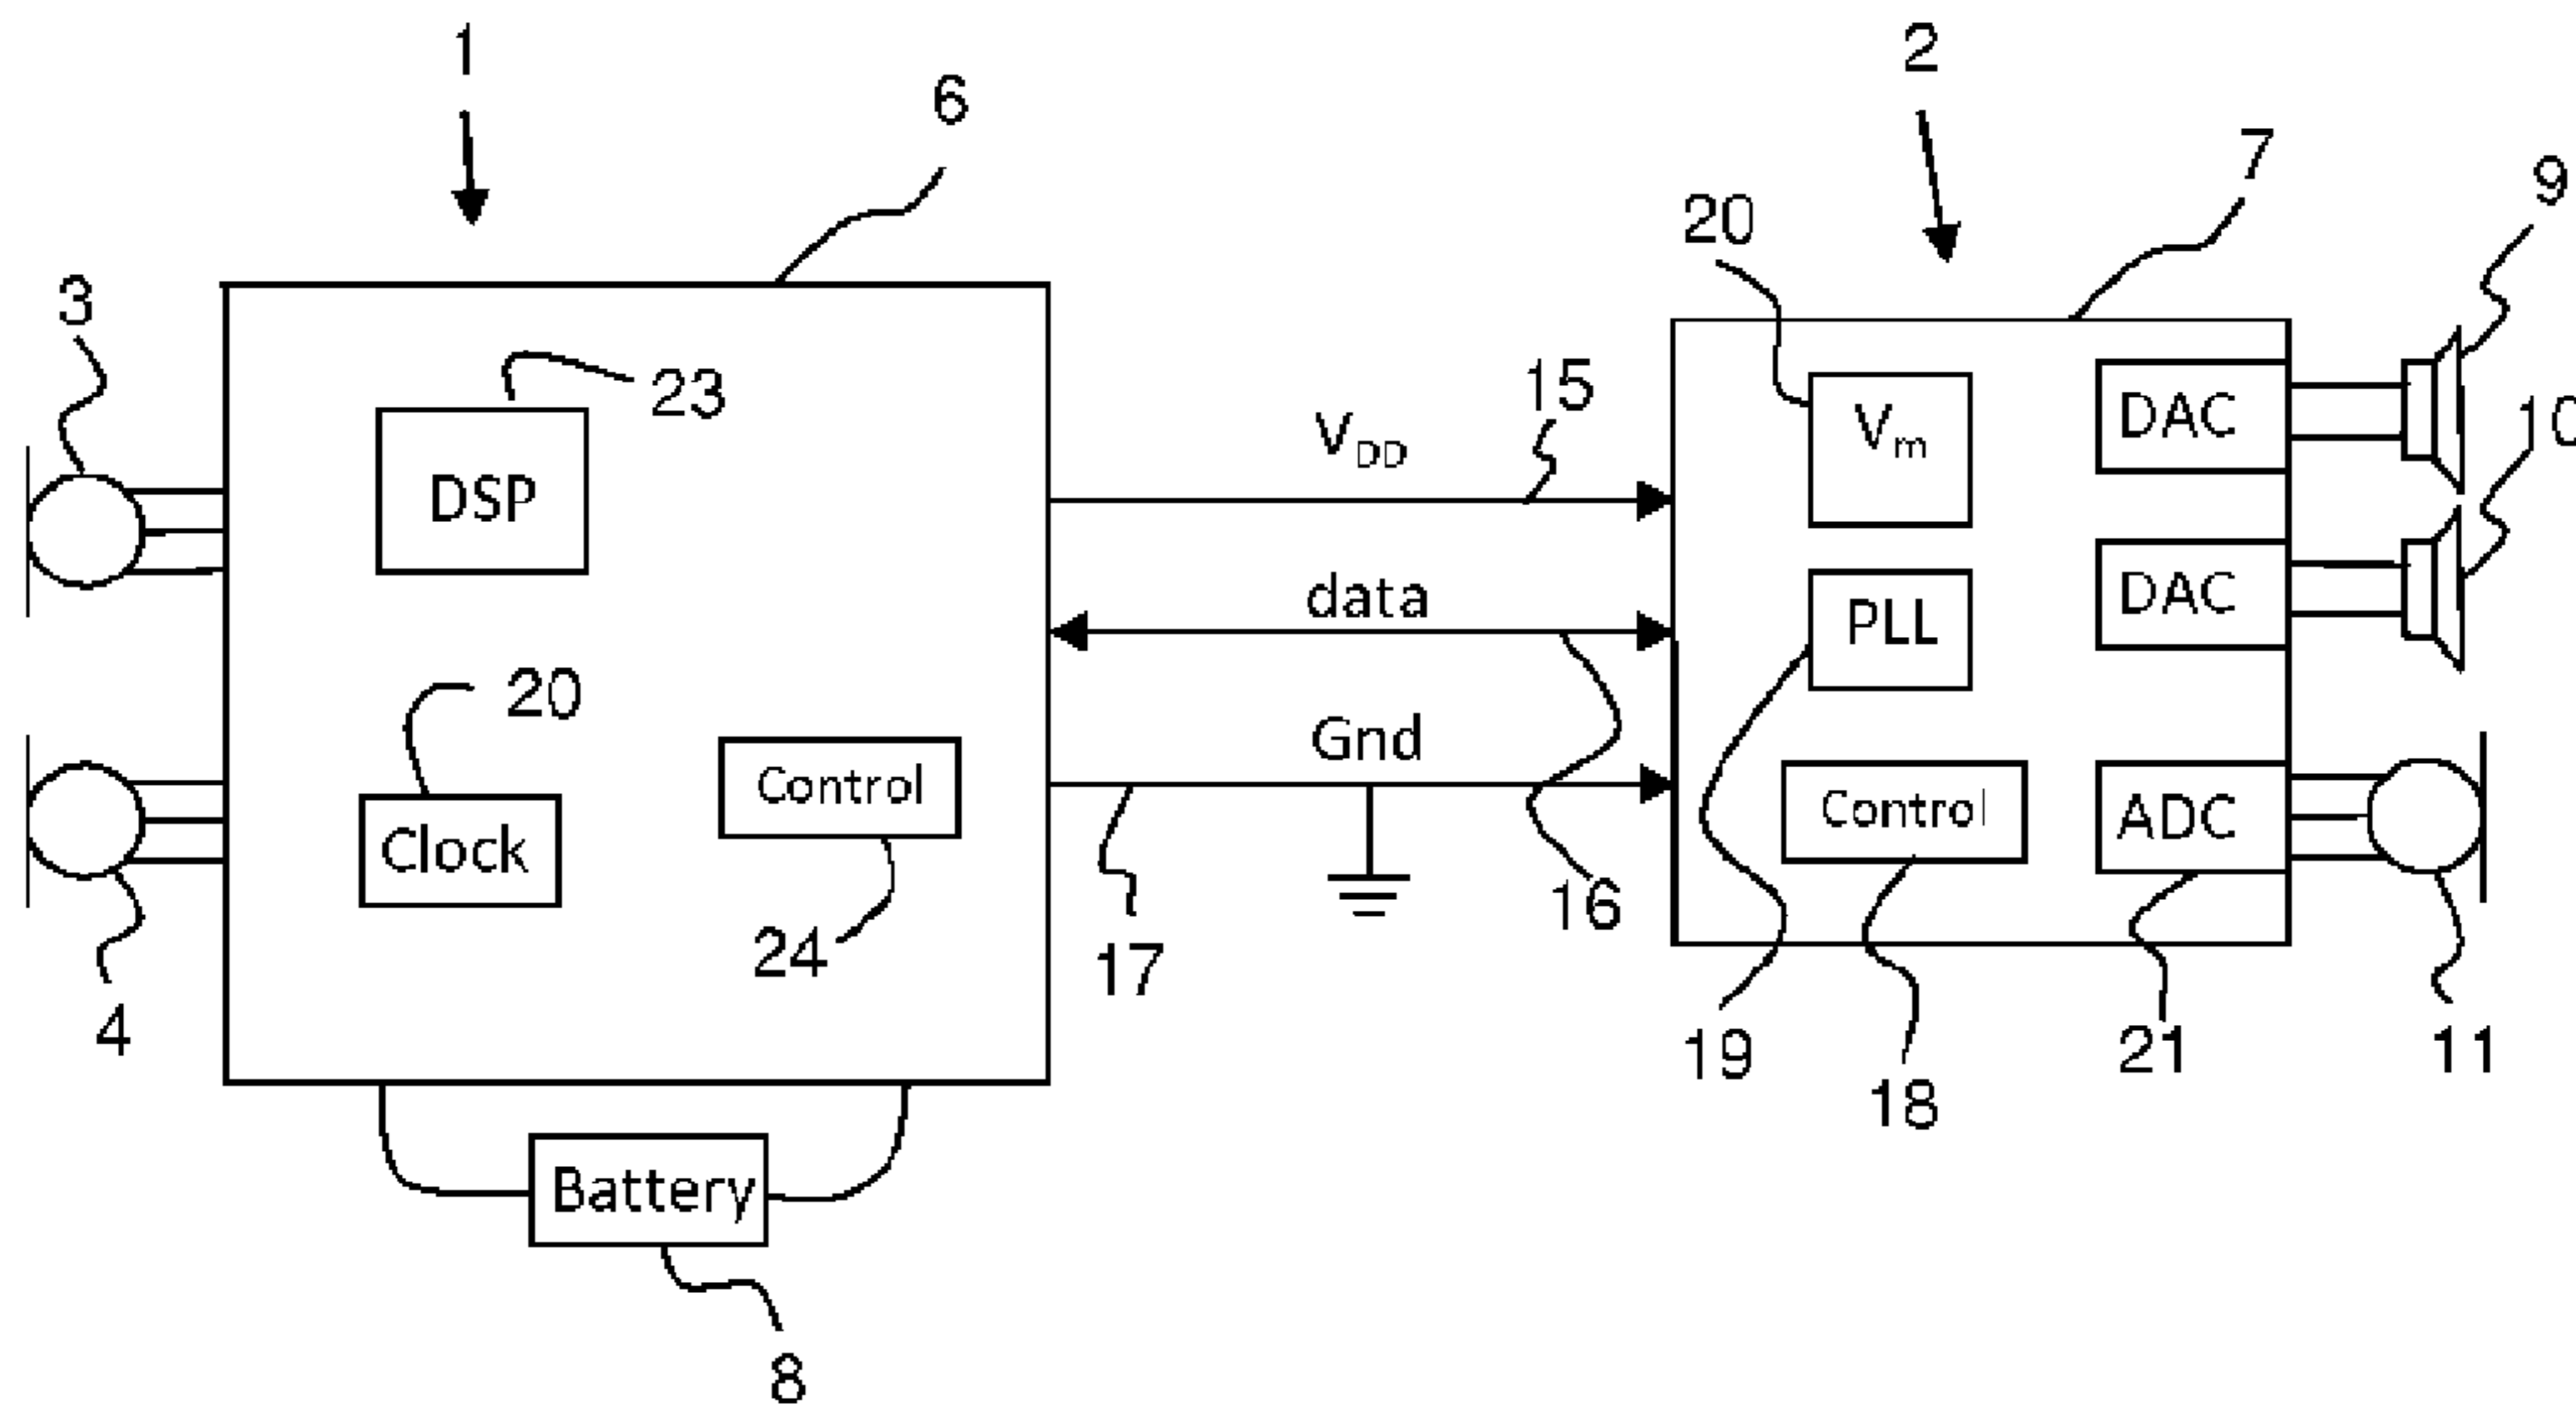 1
2
6
7
9
3
20
23
15
10
V_DD
V_m
DAC
DSP
data
PLL
DAC
20
Gnd
Control
Clock
Control
ADC
24
17
16
4
19
18
21
11
Battery
8